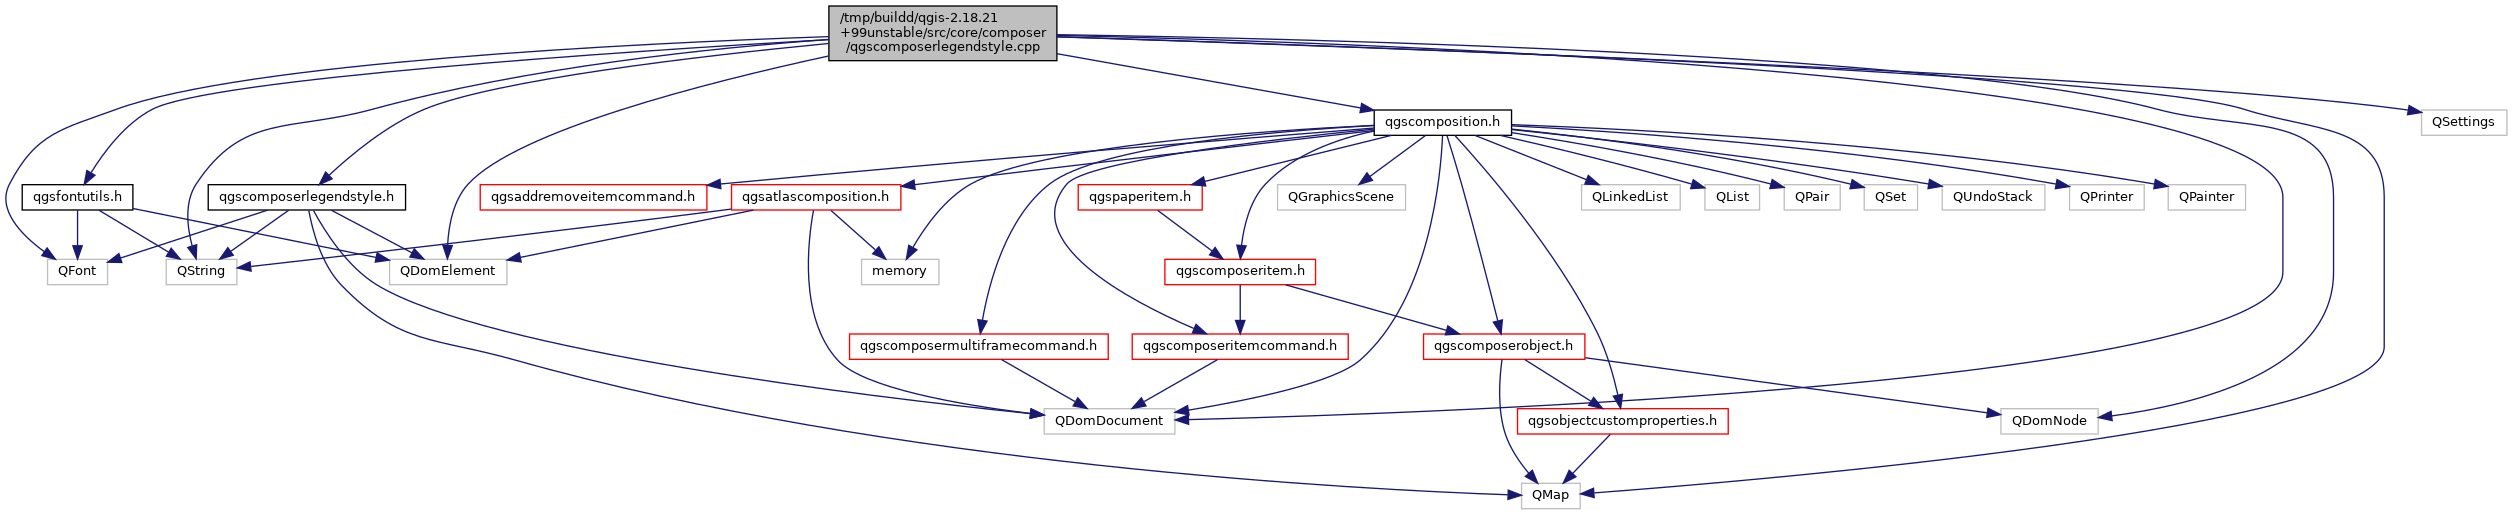 /tmp/buildd/qgis-2.18.21
+99unstable/src/core/composer
/qgscomposerlegendstyle.cpp
qgscomposition.h
QSettings
qgsfontutils.h
qgscomposerlegendstyle.h
qgsaddremoveitemcommand.h
qgsatlascomposition.h
qgspaperitem.h
QGraphicsScene
QLinkedList
QList
QPair
QSet
QUndoStack
QPrinter
QPainter
QFont
QString
QDomElement
memory
qgscomposeritem.h
qgscomposermultiframecommand.h
qgscomposeritemcommand.h
qgscomposerobject.h
QDomDocument
qgsobjectcustomproperties.h
QDomNode
QMap